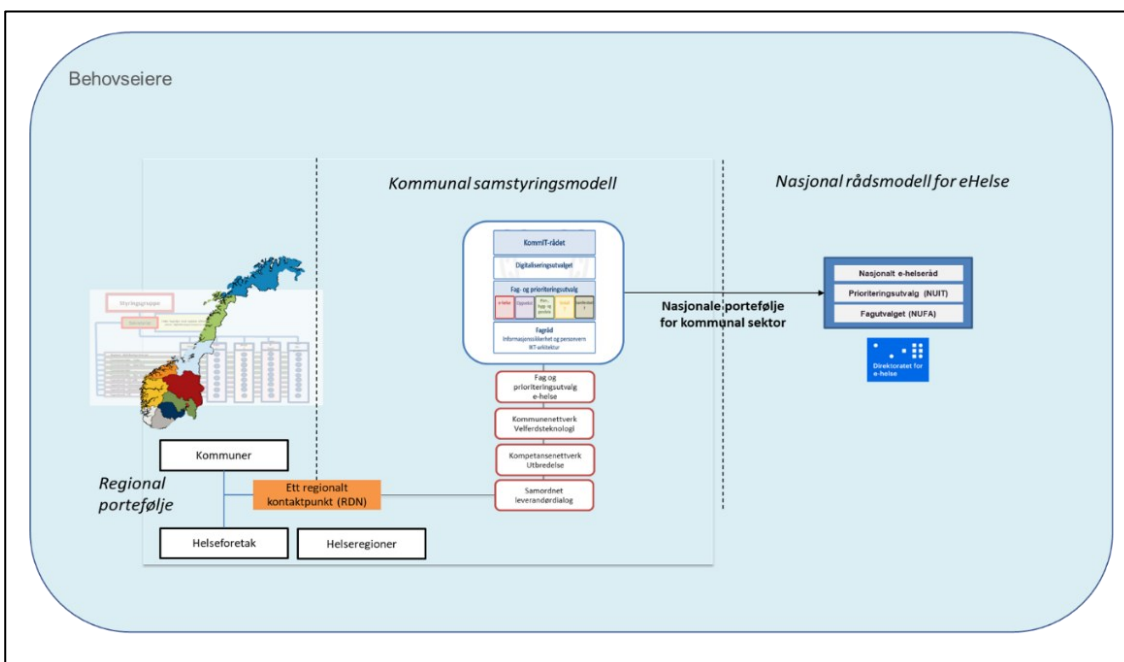 Behovseiere
Kommunal samstyringsmodell
Nasjonal rådsmodell for eHelse
KommIT-rådet
Digitaliseringsutvalget
Fag- og prioriteringsutvalg
e-helse
Fagråd
Informasjonssikkerhet og personvern
IKT-arkitektur
Nasjonale portefølje
for kommunal sektor
Nasjonalt e-helseråd
Prioriteringsutvalg (NUIT)
Fagutvalget (NUFA)
Direktoratet for
e-helse
Styringsgruppe
Fag og
prioriteringsutvalg
e-helse
Kommunenettverk
Velferdsteknologi
Kompetansenettverk
Utbredelse
Samordnet
leverandørdialog
Kommuner
Regional
portefølje
Ett regionalt
kontaktpunkt (RDN)
Helseforetak
Helseregioner